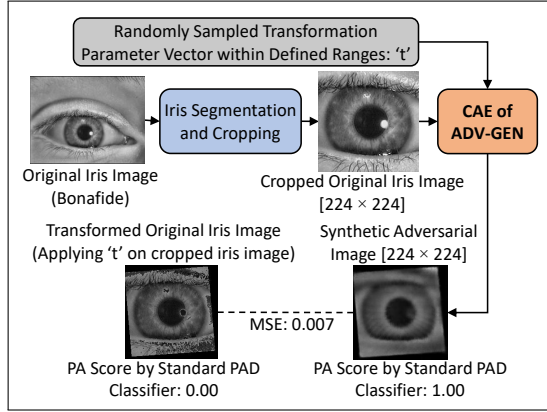 Randomly Sampled Transformation
Parameter Vector within Defined Ranges: ‘t’
Iris Segmentation
and Cropping
CAE of
ADV-GEN
Original Iris Image
(Bonafide)
Cropped Original Iris Image
[224 × 224]
Transformed Original Iris Image
(Applying ‘t’ on cropped iris image)
Synthetic Adversarial
Image [224 × 224]
MSE: 0.007
PA Score by Standard PAD
Classifier: 0.00
PA Score by Standard PAD
Classifier: 1.00